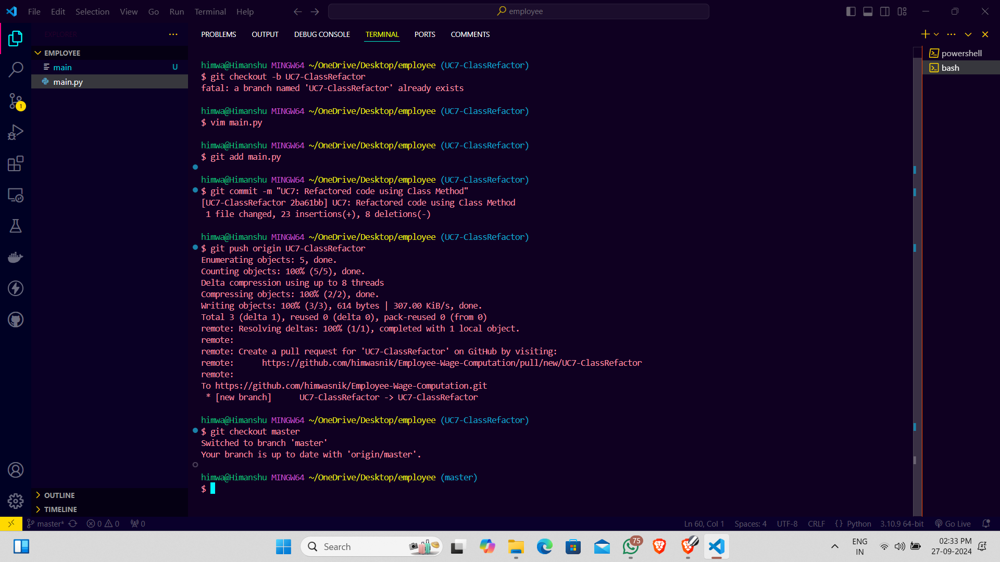 File Edit Selection View Go Run Terminal Help
employee
EXPLORER
PROBLEMS OUTPUT DEBUG CONSOLE TERMINAL PORTS COMMENTS
EMPLOYEE
main U
main.py
1
powershell
bash
himwa@Himanshu MINGW64 ~/OneDrive/Desktop/employee (UC7-ClassRefactor)
$ git checkout -b UC7-ClassRefactor
fatal: a branch named 'UC7-ClassRefactor' already exists
himwa@Himanshu MINGW64 ~/OneDrive/Desktop/employee (UC7-ClassRefactor)
$ vim main.py
himwa@Himanshu MINGW64 ~/OneDrive/Desktop/employee (UC7-ClassRefactor)
$ git add main.py
himwa@Himanshu MINGW64 ~/OneDrive/Desktop/employee (UC7-ClassRefactor)
$ git commit -m "UC7: Refactored code using Class Method"
[UC7-ClassRefactor 2ba61bb] UC7: Refactored code using Class Method
1 file changed, 23 insertions(+), 8 deletions(-)
himwa@Himanshu MINGW64 ~/OneDrive/Desktop/employee (UC7-ClassRefactor)
$ git push origin UC7-ClassRefactor
Enumerating objects: 5, done.
Counting objects: 100% (5/5), done.
Delta compression using up to 8 threads
Compressing objects: 100% (2/2), done.
Writing objects: 100% (3/3), 614 bytes | 307.00 KiB/s, done.
Total 3 (delta 1), reused 0 (delta 0), pack-reused 0 (from 0)
remote: Resolving deltas: 100% (1/1), completed with 1 local object.
remote:
remote: Create a pull request for 'UC7-ClassRefactor' on GitHub by visiting:
remote:      https://github.com/himwasnik/Employee-Wage-Computation/pull/new/UC7-ClassRefactor
remote:
To https://github.com/himwasnik/Employee-Wage-Computation.git
* [new branch]      UC7-ClassRefactor -> UC7-ClassRefactor
himwa@Himanshu MINGW64 ~/OneDrive/Desktop/employee (UC7-ClassRefactor)
$ git checkout master
Switched to branch 'master'
Your branch is up to date with 'origin/master'.
himwa@Himanshu MINGW64 ~/OneDrive/Desktop/employee (master)
$
OUTLINE
TIMELINE
master* 0 0 0 Ln 60, Col 1 Spaces: 4 UTF-8 CRLF {} Python 3.10.9 64-bit Go Live
Search
75
ENG
IN
02:33 PM
27-09-2024